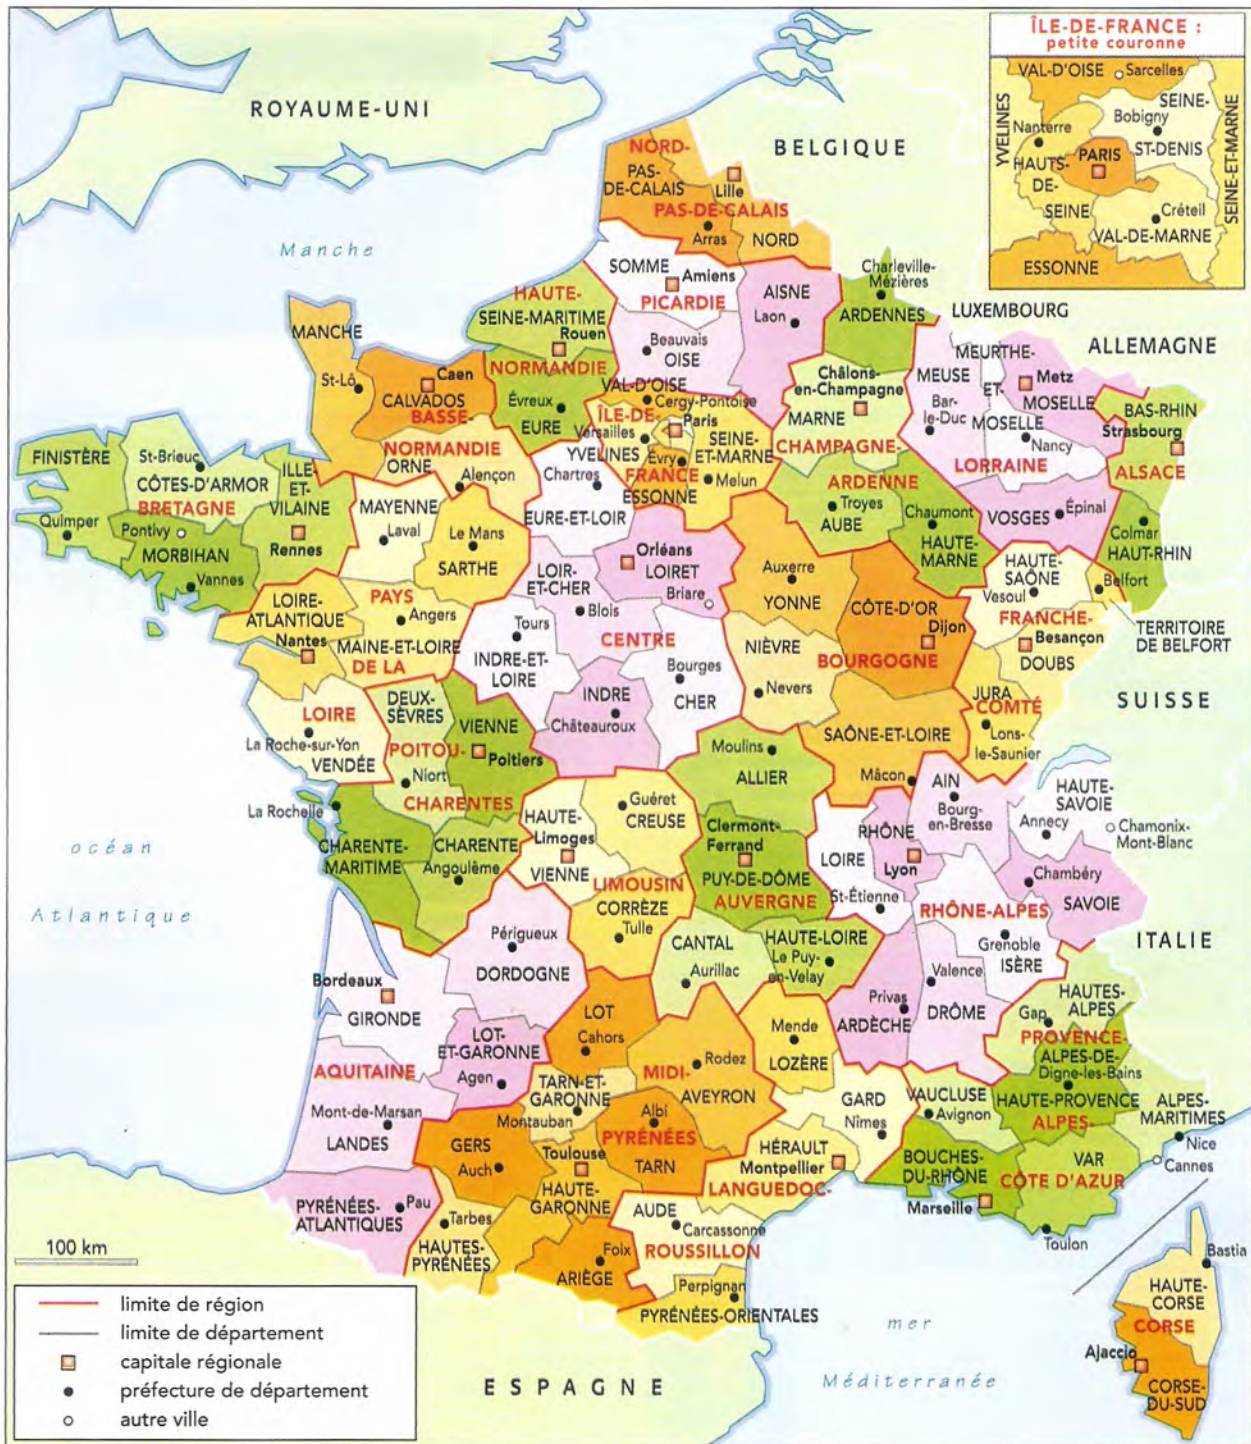 ÎLE-DE-FRANCE :
petite couronne
VAL-D'OISE
Sarcelles
YVELINES
SEINE-
Bobigny
ST-DENIS
Nanterre
HAUTS-
DE-
SEINE
PARIS
Créteil
VAL-DE-MARNE
SEINE-ET-MARNE
ESSONNE
ROYAUME-UNI
BELGIQUE
LUXEMBOURG
ALLEMAGNE
SUISSE
ITALIE
ESPAGNE
Manche
océan
Atlantique
mer
Méditerranée
NORD-
PAS-
DE-CALAIS
Lille
PAS-DE-CALAIS
Arras
NORD
SOMME
Amiens
PICARDIE
AISNE
Laon
Beauvais
OISE
Charleville-
Mézières
ARDENNES
HAUTE-
SEINE-MARITIME
Rouen
NORMANDIE
Évreux
EURE
MANCHE
St-Lô
Caen
CALVADOS
BASSE-
NORMANDIE
ORNE
Alençon
VAL-D'OISE
Cergy-Pontoise
ÎLE-DE-
Paris
Versailles
YVELINES
SEINE-
ET-MARNE
Évry
FRANCE
ESSONNE
Melun
Châlons-
en-Champagne
MARNE
CHAMPAGNE-
ARDENNE
Troyes
AUBE
Chaumont
HAUTE-
MARNE
MEURTHE-
MEUSE
ET-
Metz
MOSELLE
Bar-
le-Duc
MOSELLE
Nancy
LORRAINE
VOSGES
Épinal
BAS-RHIN
Strasbourg
ALSACE
Colmar
HAUT-RHIN
FINISTÈRE
St-Brieuc
CÔTES-D'ARMOR
BRETAGNE
ILLE-
ET-
VILAINE
Quimper
Pontivy
MORBIHAN
Vannes
Rennes
MAYENNE
Laval
Le Mans
SARTHE
LOIRE-
ATLANTIQUE
PAYS
Angers
Nantes
MAINE-ET-LOIRE
DE LA
LOIRE
La Roche-sur-Yon
VENDÉE
Chartres
EURE-ET-LOIR
Orléans
LOIRET
Briare
LOIR-
ET-CHER
Blois
Tours
CENTRE
INDRE-ET-
LOIRE
Bourges
CHER
INDRE
Châteauroux
Auxerre
YONNE
CÔTE-D'OR
Dijon
NIÈVRE
BOURGOGNE
Nevers
SAÔNE-ET-LOIRE
Mâcon
HAUTE-
SAÔNE
Vesoul
Belfort
TERRITOIRE
DE BELFORT
FRANCHE-
Besançon
DOUBS
JURA
COMTÉ
Lons-
le-Saunier
DEUX-
SÈVRES
VIENNE
POITOU-
Poitiers
Niort
CHARENTES
La Rochelle
CHARENTE-
MARITIME
CHARENTE
Angoulême
HAUTE-
Limoges
VIENNE
Guéret
CREUSE
LIMOUSIN
CORRÈZE
Tulle
Moulins
ALLIER
Clermont-
Ferrand
PUY-DE-DÔME
AUVERGNE
CANTAL
Aurillac
HAUTE-LOIRE
Le Puy-
en-Velay
AIN
Bourg-
en-Bresse
RHÔNE
Lyon
LOIRE
St-Étienne
HAUTE-
SAVOIE
Annecy
Chamonix-
Mont-Blanc
Chambéry
SAVOIE
RHÔNE-ALPES
Grenoble
ISÈRE
Valence
DRÔME
Privas
ARDÈCHE
Périgueux
DORDOGNE
Bordeaux
GIRONDE
LOT-
ET-GARONNE
Agen
AQUITAINE
Mont-de-Marsan
LANDES
PYRÉNÉES-
ATLANTIQUES
Pau
LOT
Cahors
TARN-ET-
GARONNE
Montauban
MIDI-
Rodez
AVEYRON
Albi
PYRÉNÉES
TARN
GERS
Auch
Toulouse
HAUTE-
GARONNE
Tarbes
HAUTES-
PYRÉNÉES
Foix
ARIÈGE
Mende
LOZÈRE
GARD
Nîmes
HÉRAULT
Montpellier
LANGUEDOC-
AUDE
Carcassonne
ROUSSILLON
Perpignan
PYRÉNÉES-ORIENTALES
HAUTES-
ALPES
Gap
PROVENCE-
ALPES-DE-
Digne-les-Bains
HAUTE-PROVENCE
ALPES-
VAUCLUSE
Avignon
ALPES-
MARITIMES
Nice
Cannes
BOUCHES-
DU-RHÔNE
VAR
CÔTE D'AZUR
Marseille
Toulon
Bastia
HAUTE-
CORSE
CORSE
Ajaccio
CORSE-
DU-SUD
100 km
limite de région
limite de département
capitale régionale
préfecture de département
autre ville